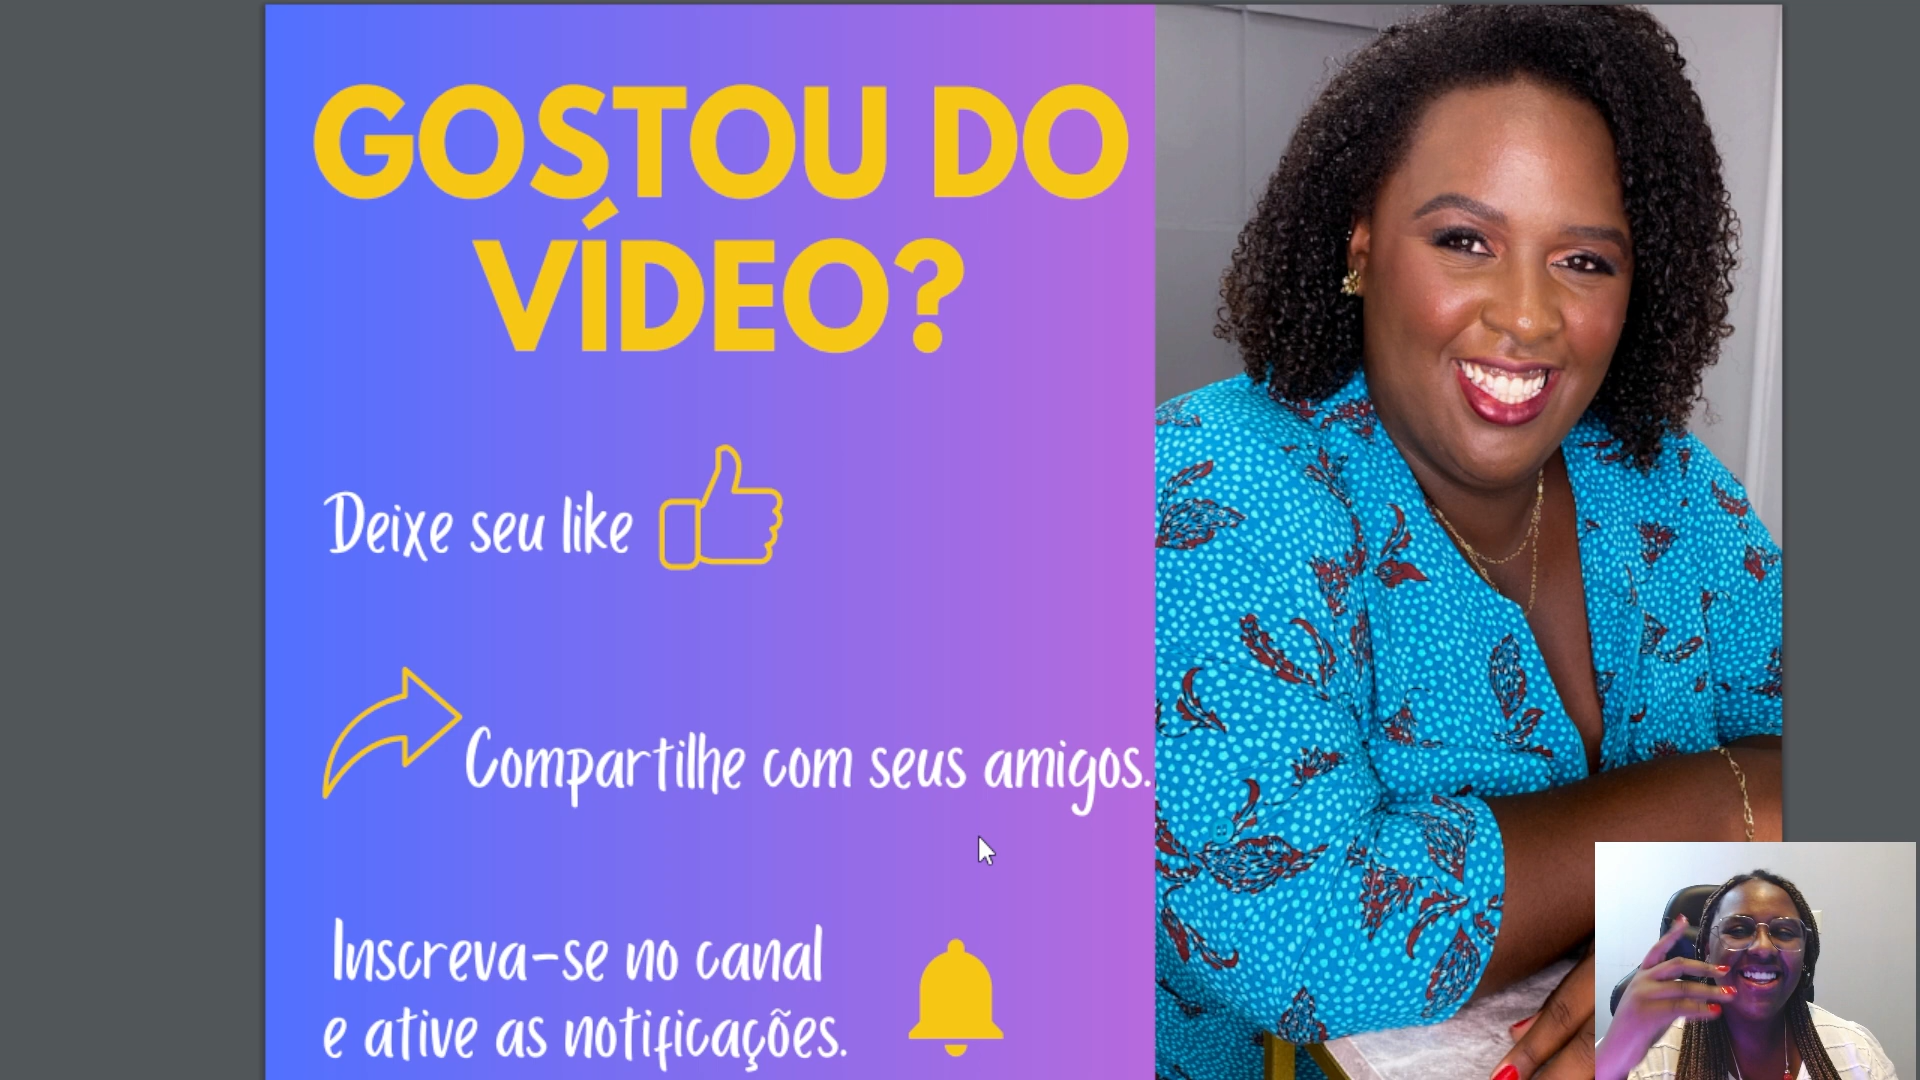 GOSTOU DO
VÍDEO?
Deixe seu like
Compartilhe com seus amigos.
Inscreva-se no canal
e ative as notificações.